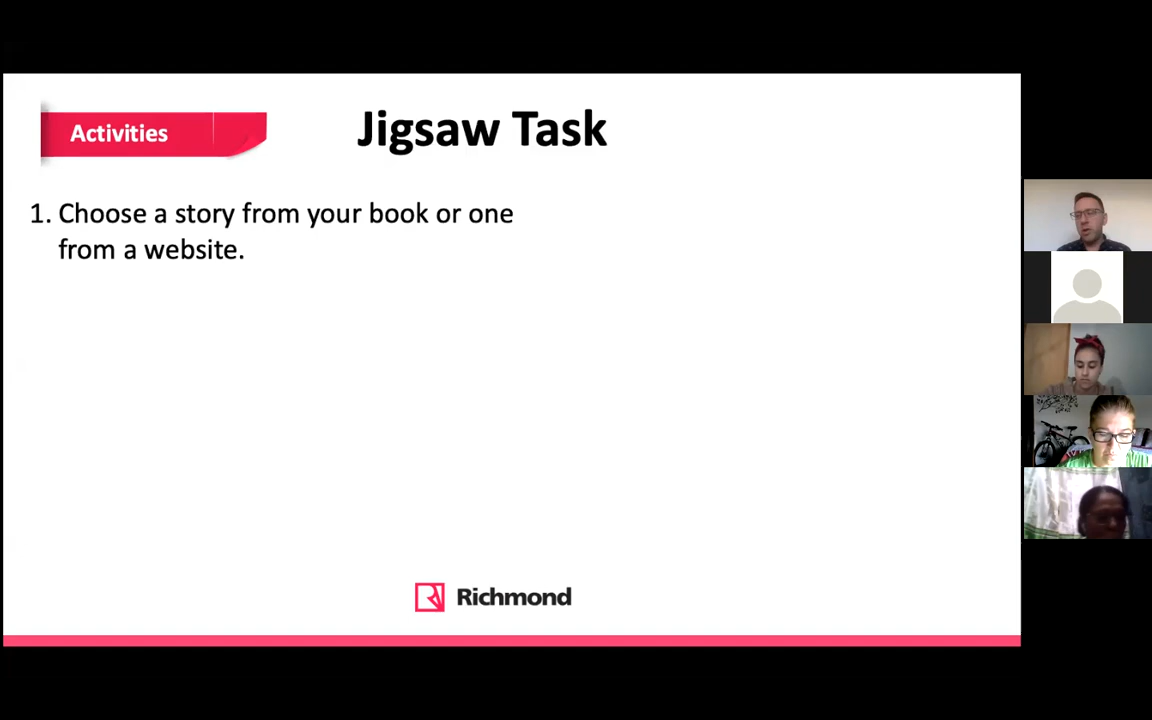 Activities
Jigsaw Task
1. Choose a story from your book or one
from a website.
Richmond